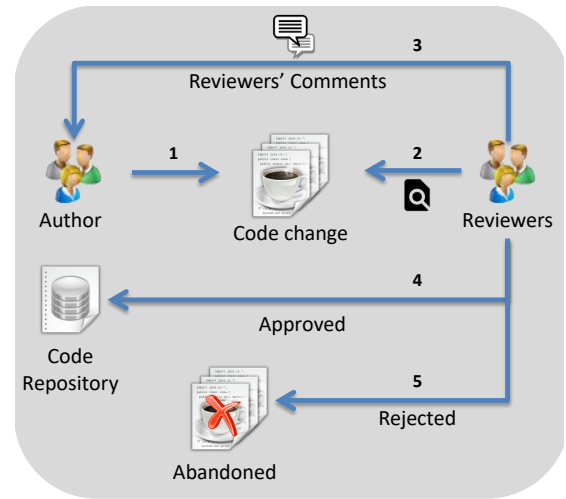 3
Reviewers' Comments
1
2
Author
Code change
Reviewers
4
Approved
Code
Repository
5
Rejected
Abandoned